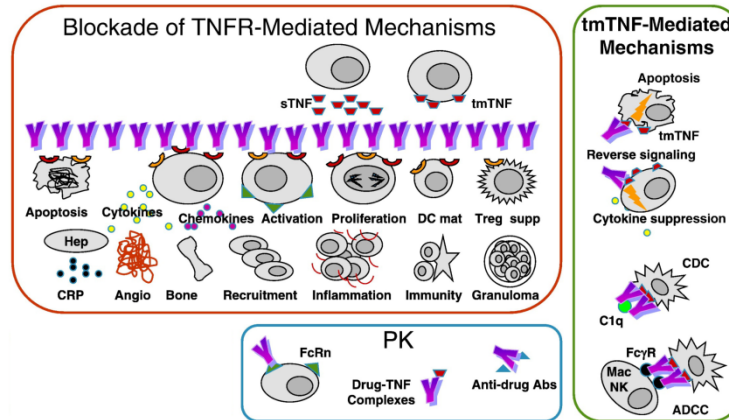 Blockade of TNFR-Mediated Mechanisms
sTNF
tmTNF
Apoptosis
Cytokines
Chemokines
Activation
Proliferation
DC mat
Treg supp
Hep
CRP
Angio
Bone
Recruitment
Inflammation
Immunity
Granuloma
PK
FcRn
Drug-TNF
Complexes
Anti-drug Abs
tmTNF-Mediated
Mechanisms
Apoptosis
tmTNF
Reverse signaling
Cytokine suppression
CDC
C1q
FcγR
Mac
NK
ADCC